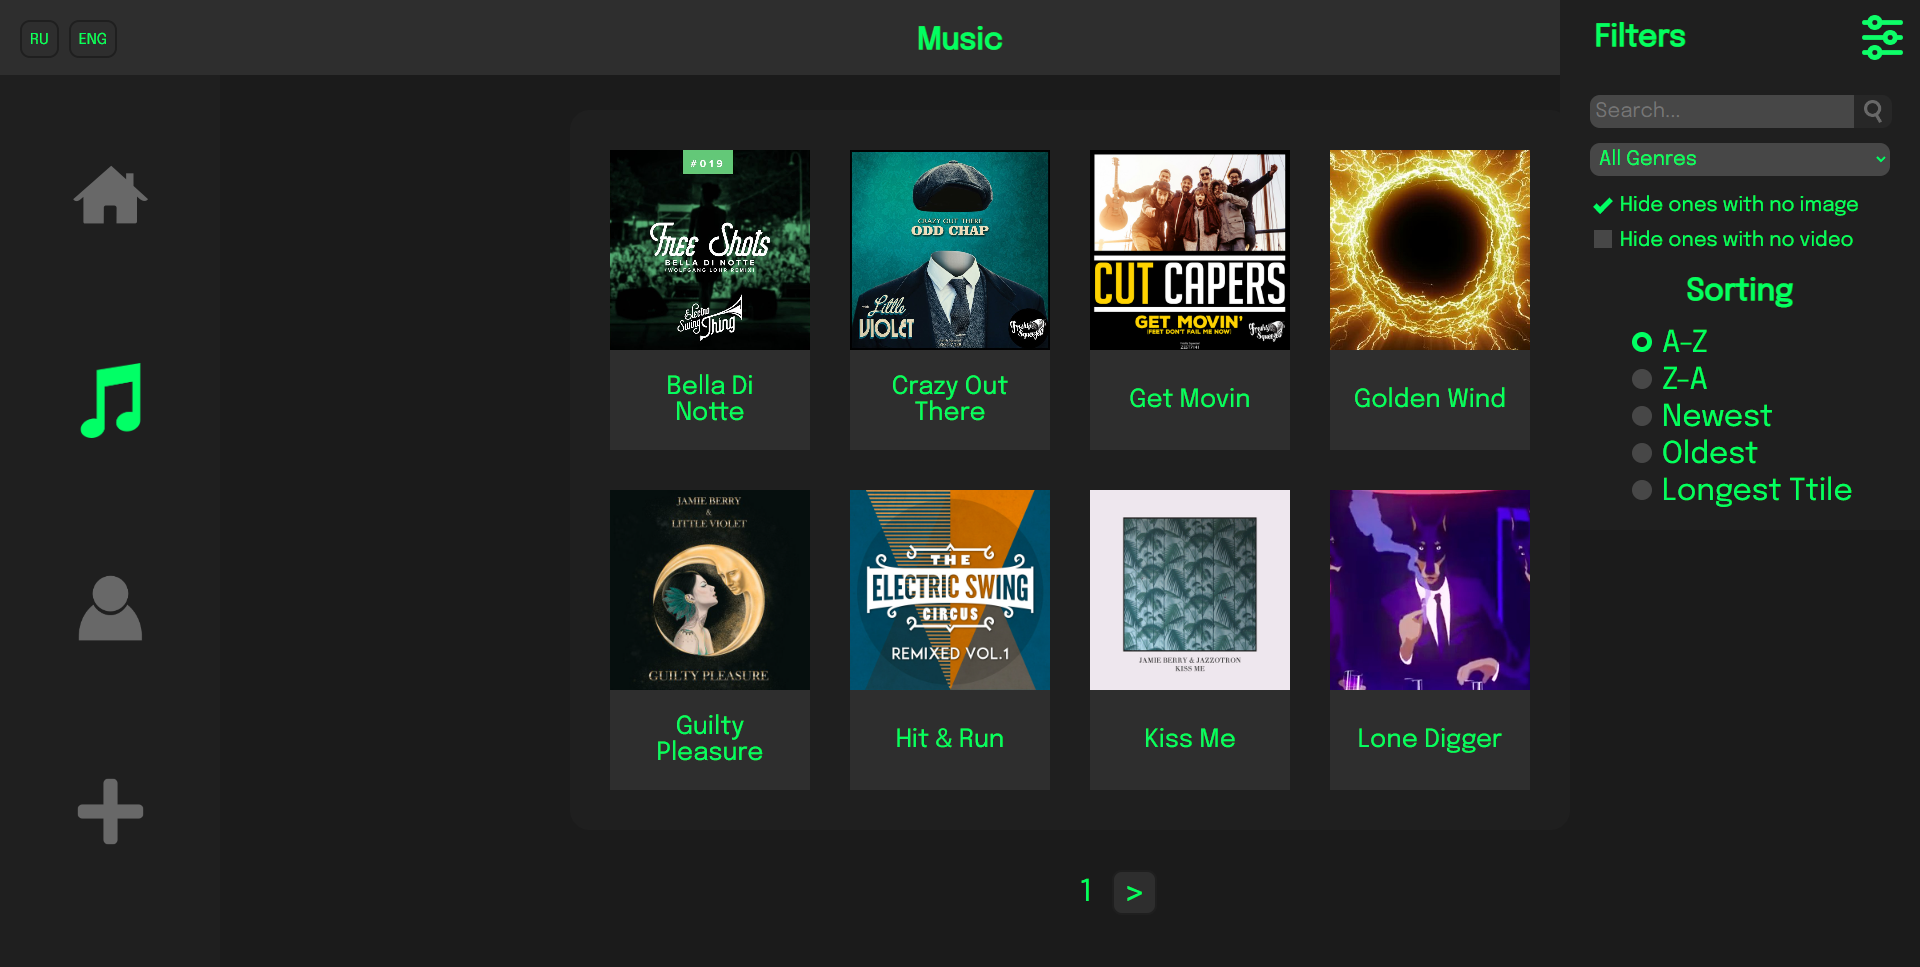 RU
ENG
Music
Filters
Search...
All Genres
Hide ones with no image
Hide ones with no video
Sorting
A-Z
Z-A
Newest
Oldest
Longest Ttile
#019
Free Shots
BELLA DI NOTTE
(WOLFGANG LOHR REMIX)
Electro
Swing Thing
Bella Di
Notte
CRAZY OUT THERE
ODD CHAP
Little
VIOLET
Freshly
Squeezed
Crazy Out
There
CUT CAPERS
GET MOVIN'
(FEET DON'T FAIL ME NOW)
Freshly
Squeezed
Get Movin
Golden Wind
JAMIE BERRY
&
LITTLE VIOLET
GUILTY PLEASURE
Guilty
Pleasure
THE
ELECTRIC SWING
CIRCUS
REMIXED VOL.1
Hit & Run
JAMIE BERRY & JAZZOTRON
KISS ME
Kiss Me
Lone Digger
1
>